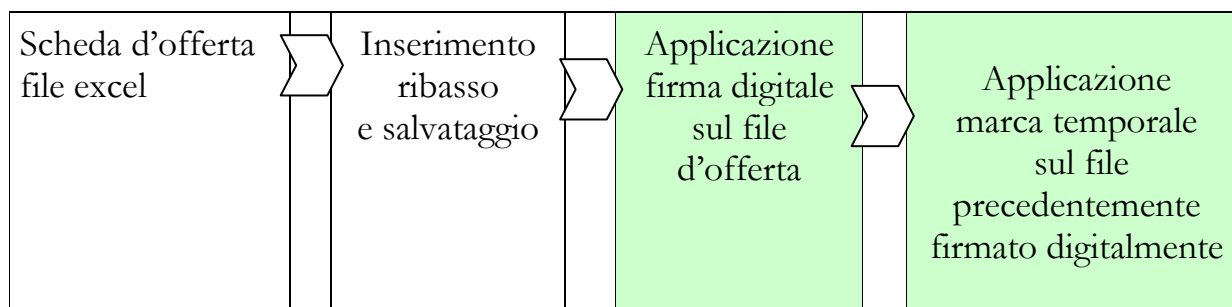 Scheda d’offerta
file excel
Inserimento
ribasso
e salvataggio
Applicazione
firma digitale
sul file
d’offerta
Applicazione
marca temporale
sul file
precedentemente
firmato digitalmente